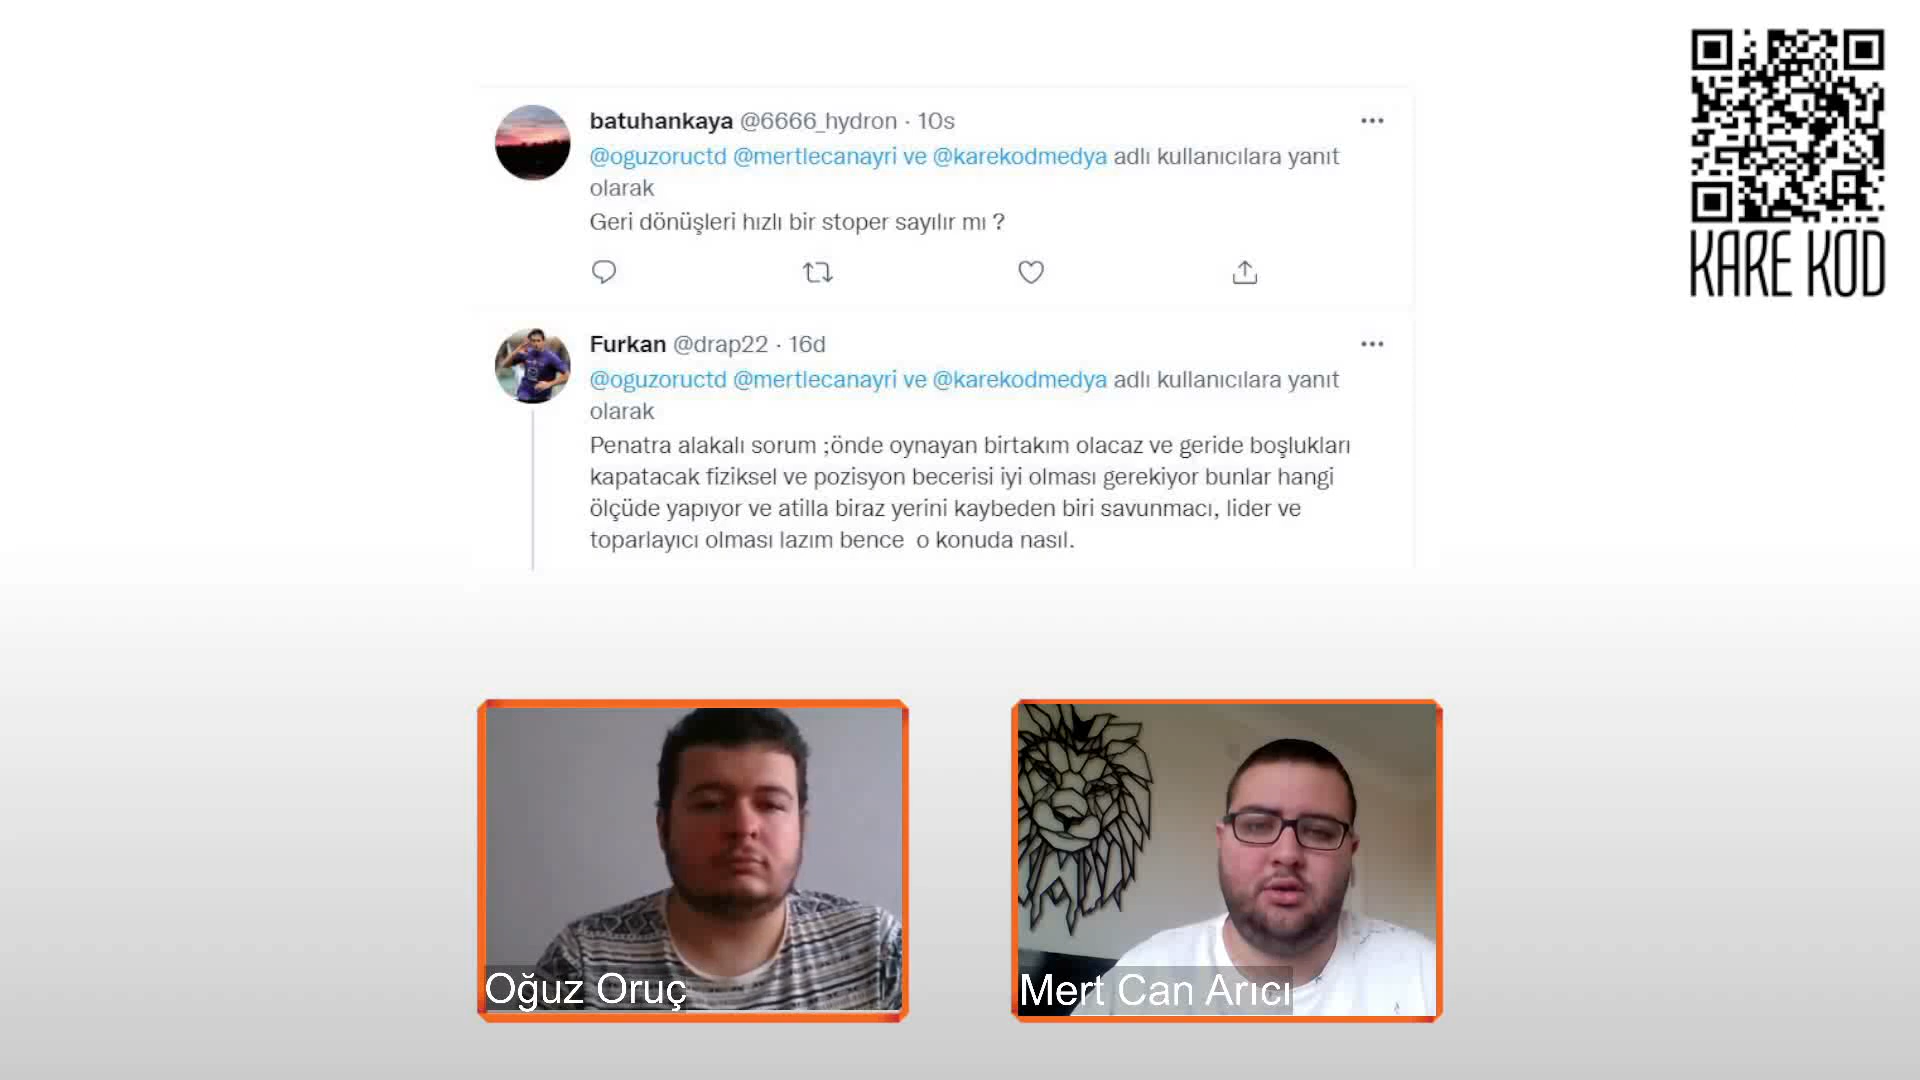 batuhankaya @6666_hydron · 10s
@oguzoructd @mertlecanayri ve @karekodmedya adlı kullanıcılara yanıt
olarak
Geri dönüşleri hızlı bir stoper sayılır mı ?
KARE KOD
Furkan @drap22 · 16d
@oguzoructd @mertlecanayri ve @karekodmedya adlı kullanıcılara yanıt
olarak
Penatra alakalı sorum ;önde oynayan birtakım olacaz ve geride boşlukları
kapatacak fiziksel ve pozisyon becerisi iyi olması gerekiyor bunlar hangi
ölçüde yapıyor ve atilla biraz yerini kaybeden biri savunmacı, lider ve
toparlayıcı olması lazım bence  o konuda nasıl.
Oğuz Oruç
Mert Can Arıcı